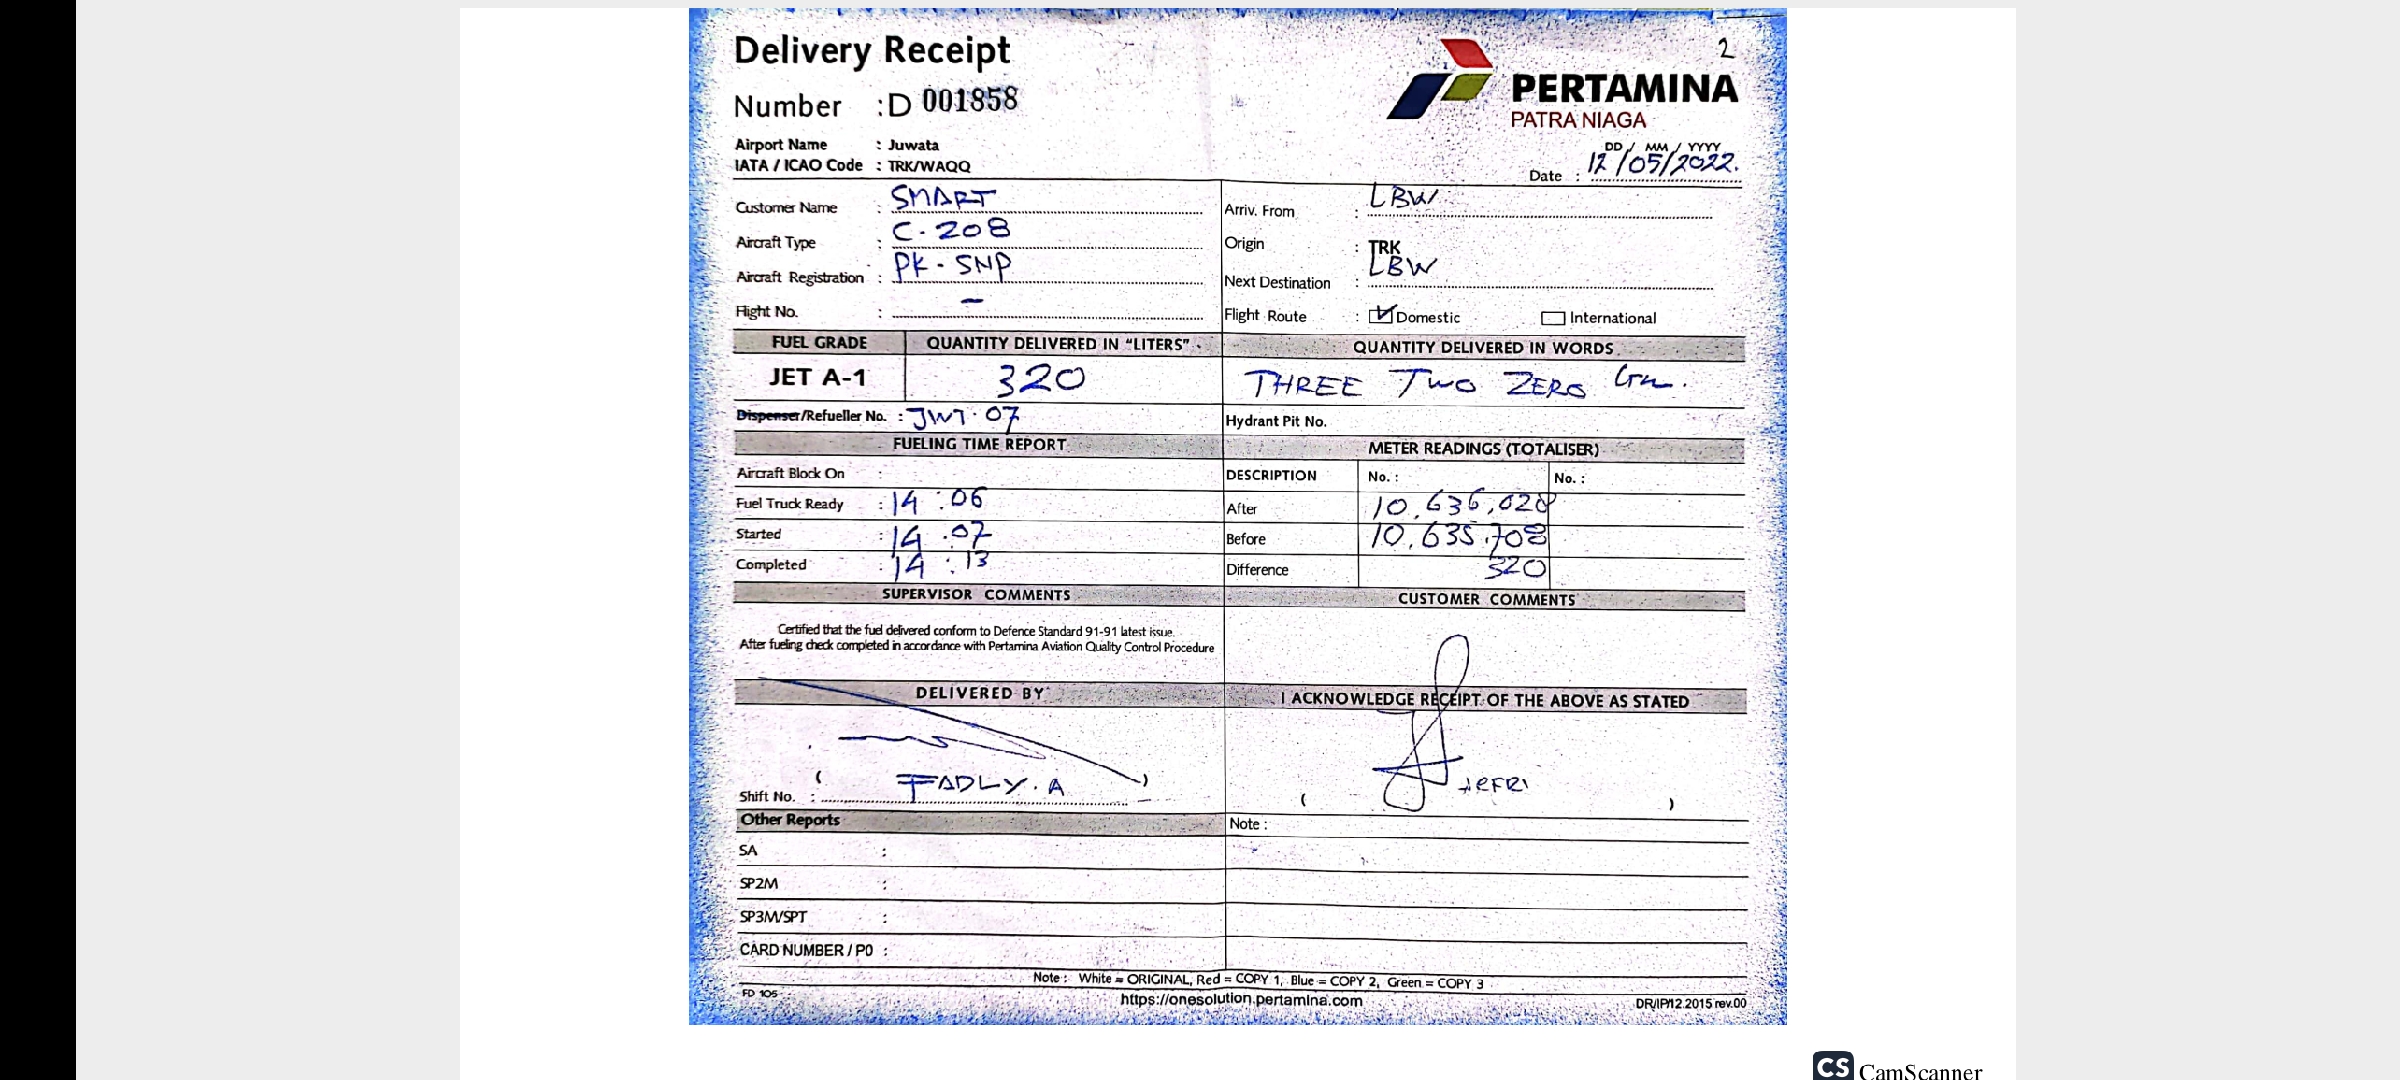 2
Delivery Receipt
PERTAMINA
PATRA NIAGA
Number : D 001858
Airport Name : Juwata
IATA / ICAO Code : TRK/WAQQ
DD / MM / YYYY
Date : 12/05/2022.
Customer Name : SMART
Arriv. From : LBW
Aircraft Type : C-208
Origin : TRK
Aircraft Registration : PK-SNP
Next Destination : LBW
Flight No. : -
Flight Route : Domestic International
FUEL GRADE QUANTITY DELIVERED IN "LITERS" QUANTITY DELIVERED IN WORDS
JET A-1 320 THREE TWO ZERO
Dispenser/Refueller No. : JWT.07 Hydrant Pit No.
FUELING TIME REPORT METER READINGS (TOTALISER)
Aircraft Block On : DESCRIPTION No. : No. :
Fuel Truck Ready : 14:06 After 10,636,028
Started : 14.07 Before 10,635,708
Completed : 14:13 Difference 320
SUPERVISOR COMMENTS CUSTOMER COMMENTS
Certified that the fuel delivered conform to Defence Standard 91-91 latest issue.
After fueling check completed in accordance with Pertamina Aviation Quality Control Procedure
DELIVERED BY I ACKNOWLEDGE RECEIPT OF THE ABOVE AS STATED
( FADLY.A )
Shift No. :
( JEFRI )
Other Reports Note :
SA :
SP2M :
SP3M/SPT :
CARD NUMBER / PO :
Note : White = ORIGINAL, Red = COPY 1, Blue = COPY 2, Green = COPY 3
FD 105 https://onesolution.pertamina.com DR/IP/12.2015 rev.00
CS CamScanner